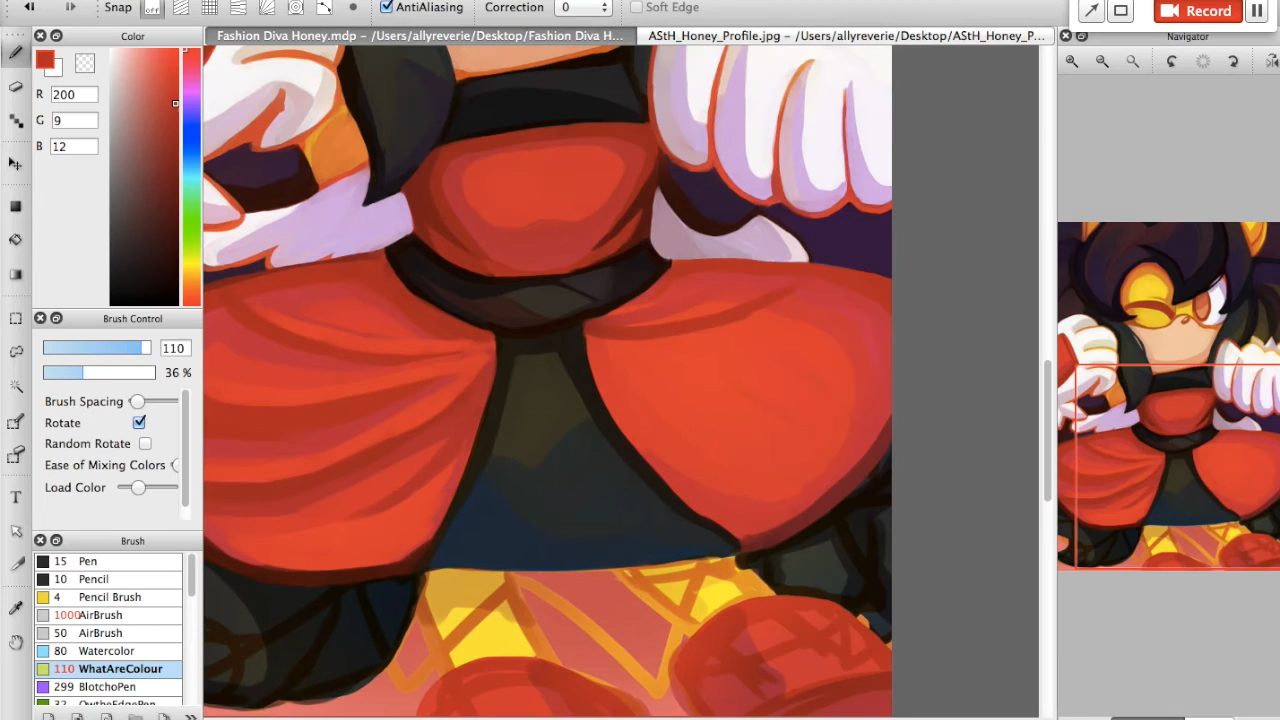 Snap off AntiAliasing Correction 0 Soft Edge Record
Color Fashion Diva Honey.mdp – /Users/allyreverie/Desktop/Fashion Diva H... AStH_Honey_Profile.jpg – /Users/allyreverie/Desktop/AStH_Honey_P... Navigator
R 200
G 9
B 12
Brush Control
110
36 %
Brush Spacing
Rotate
Random Rotate
Ease of Mixing Colors
Load Color
T
Brush
15 Pen
10 Pencil
4 Pencil Brush
1000 AirBrush
50 AirBrush
80 Watercolor
110 WhatAreColour
299 BlotchoPen
32 OwtheEdgePen